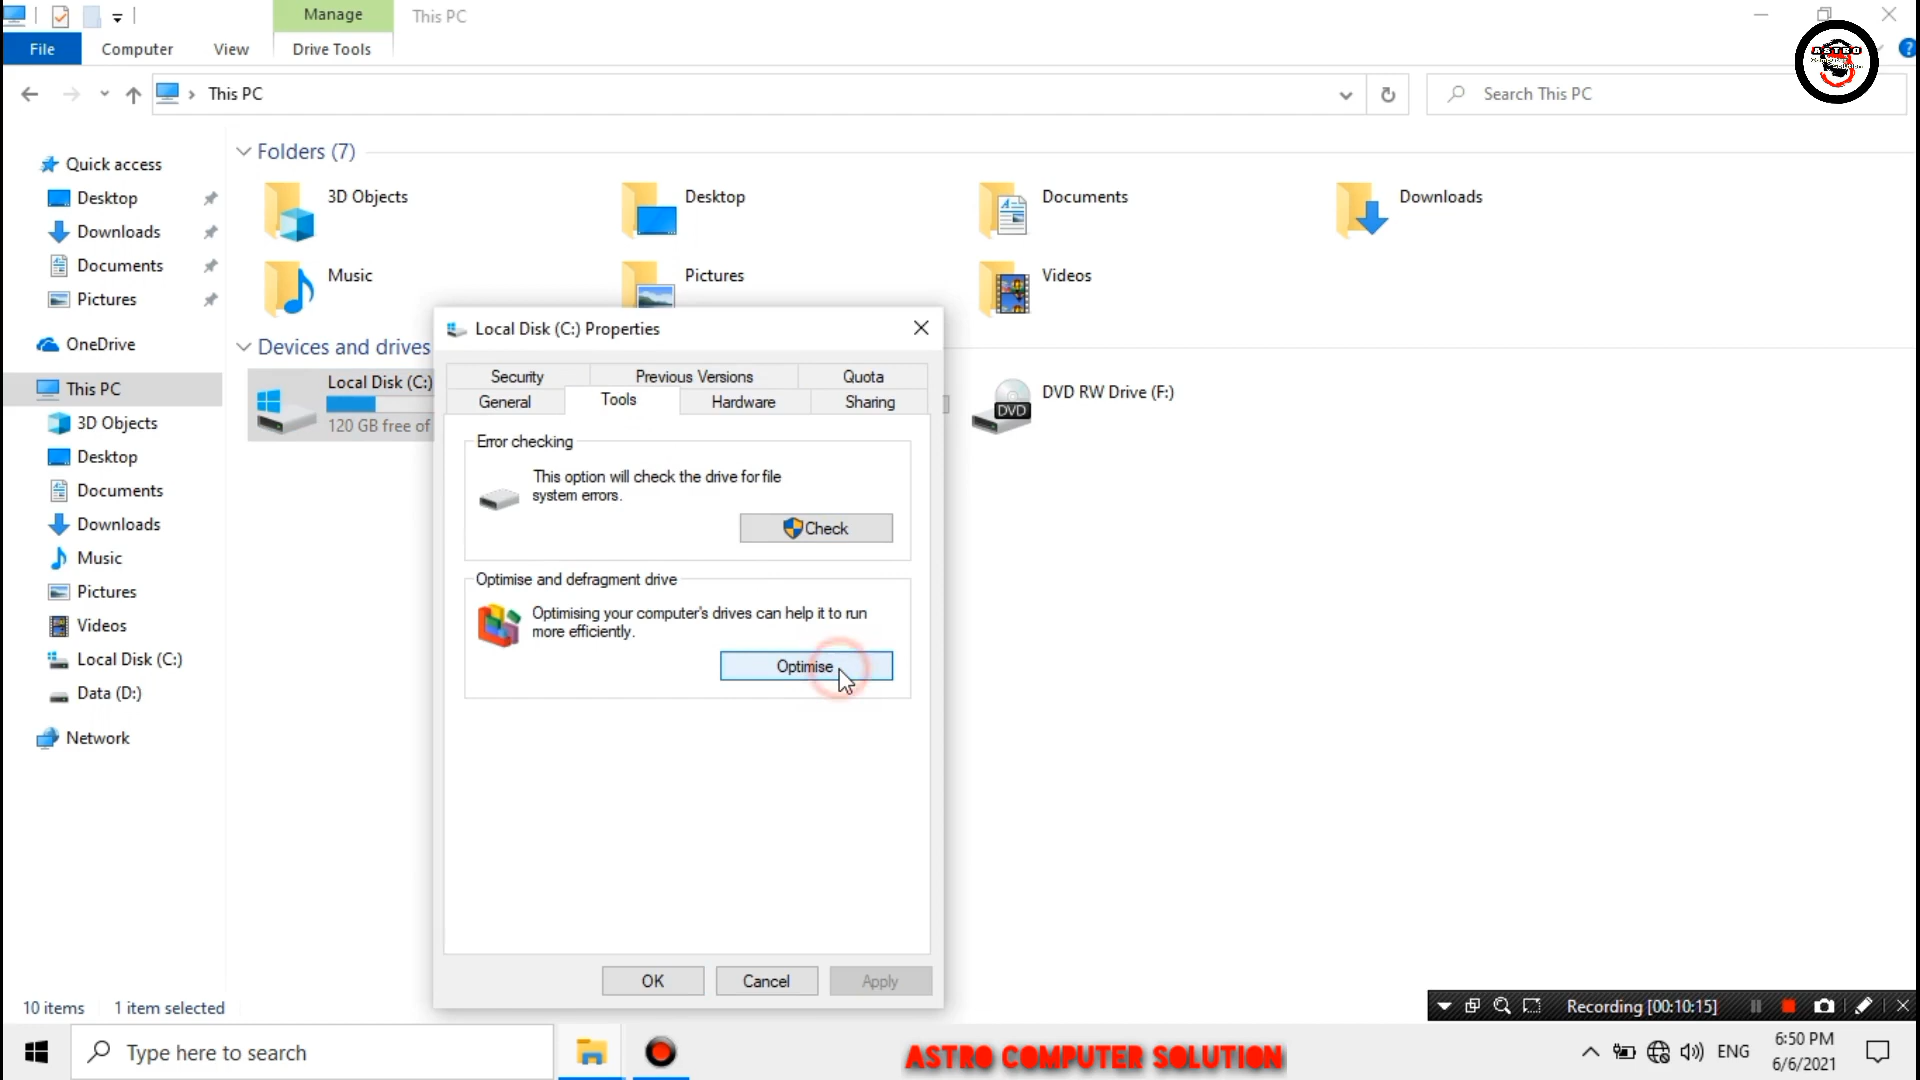 Manage
This PC
File
Computer
View
Drive Tools
This PC
Search This PC
ASTRO
Quick access
Desktop
Downloads
Documents
Pictures
OneDrive
This PC
3D Objects
Desktop
Documents
Downloads
Music
Pictures
Videos
Local Disk (C:)
Data (D:)
Network
Folders (7)
3D Objects
Desktop
Documents
Downloads
Music
Pictures
Videos
Devices and drives
Local Disk (C:)
120 GB free of
DVD RW Drive (F:)
DVD
Local Disk (C:) Properties
Security
Previous Versions
Quota
General
Tools
Hardware
Sharing
Error checking
This option will check the drive for file
system errors.
Check
Optimise and defragment drive
Optimising your computer's drives can help it to run
more efficiently.
Optimise
OK
Cancel
Apply
10 items
1 item selected
Recording [00:10:15]
Type here to search
ASTRO COMPUTER SOLUTION
ENG
6:50 PM
6/6/2021